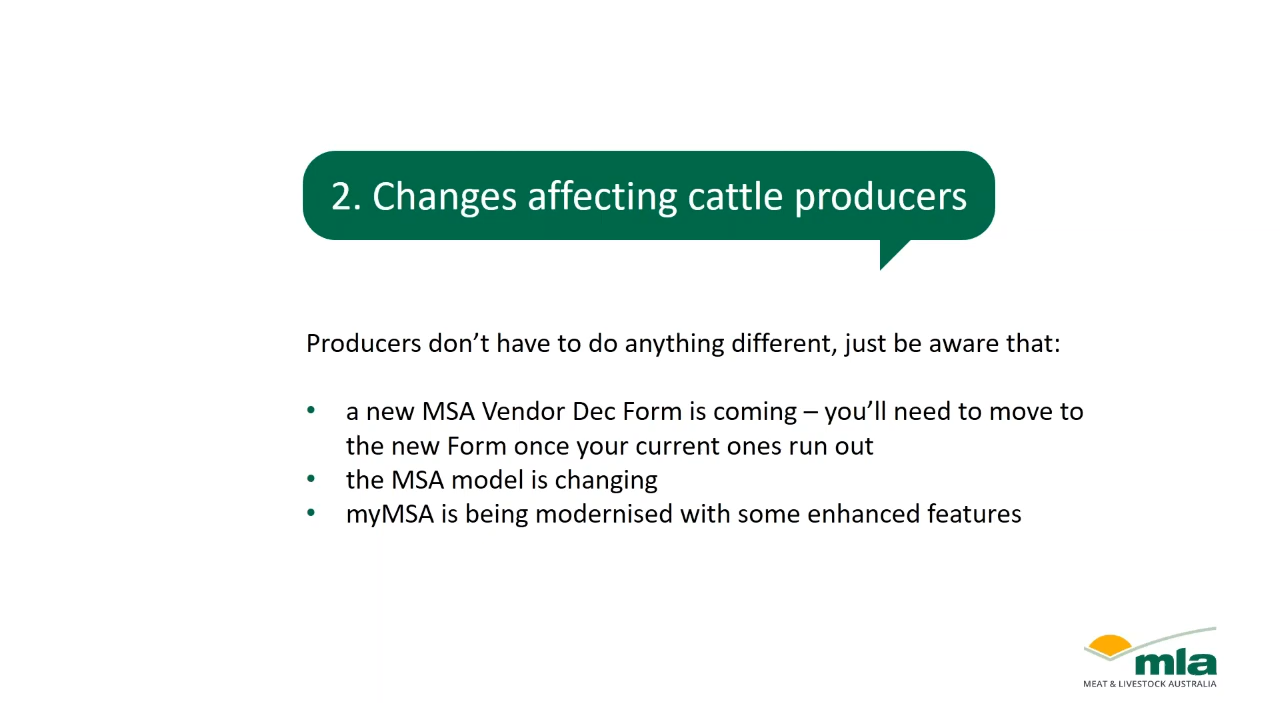 2. Changes affecting cattle producers
Producers don’t have to do anything different, just be aware that:
• a new MSA Vendor Dec Form is coming – you’ll need to move to
the new Form once your current ones run out
• the MSA model is changing
• myMSA is being modernised with some enhanced features
mla
MEAT & LIVESTOCK AUSTRALIA